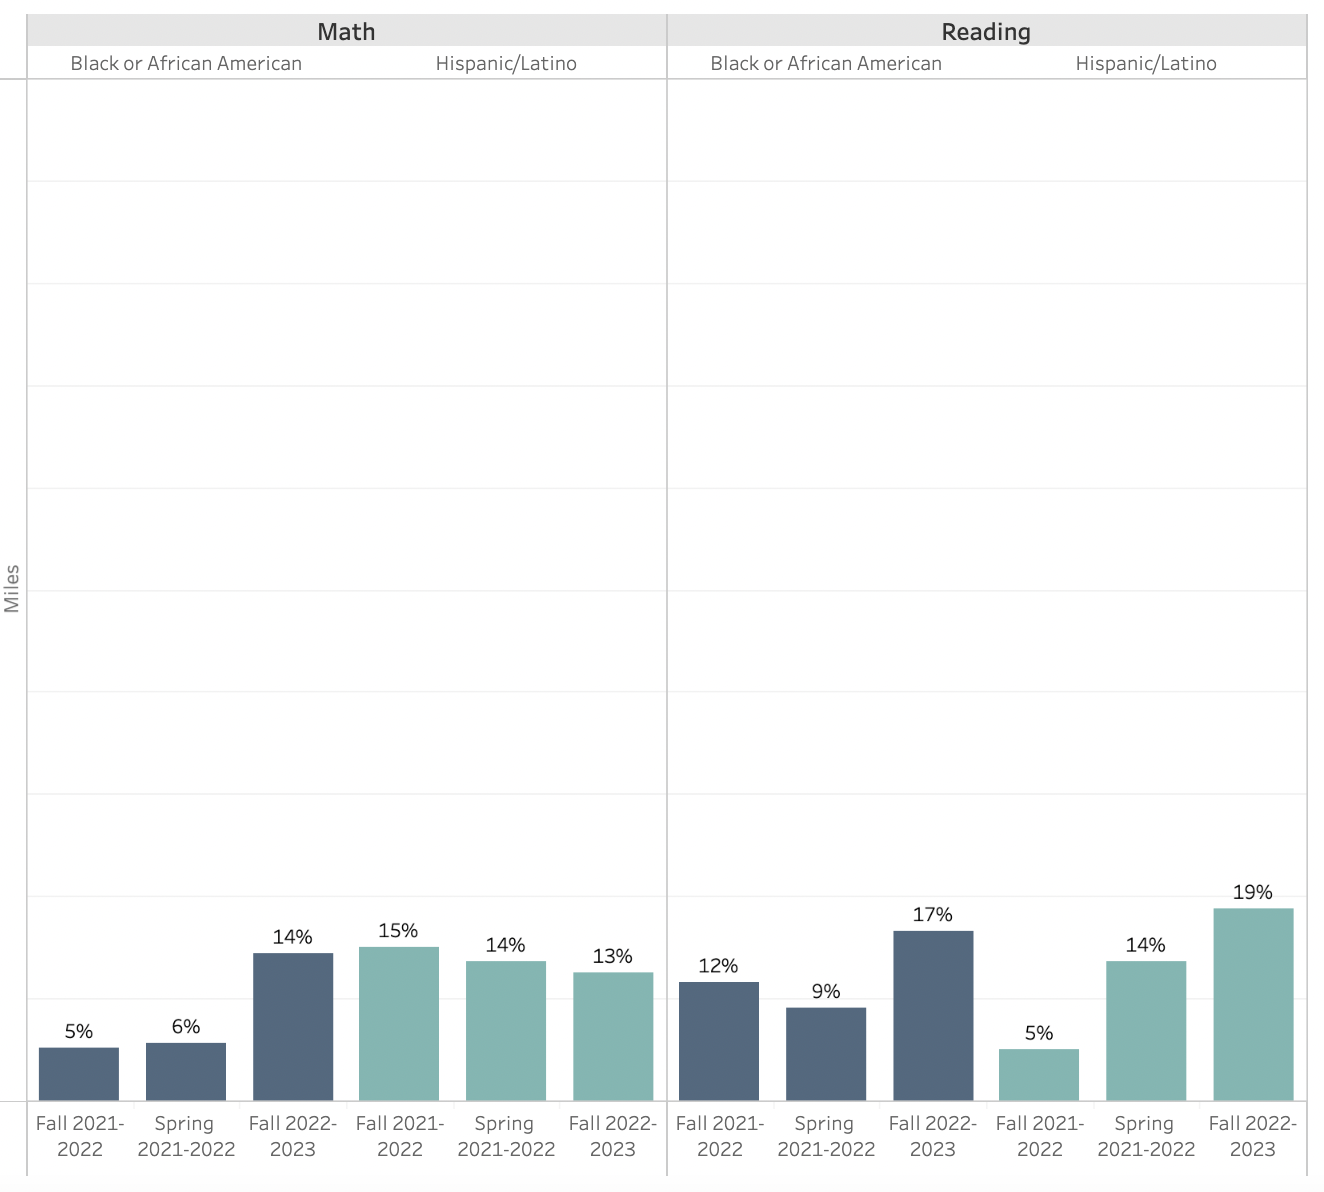 Math Reading
Black or African American Hispanic/Latino Black or African American Hispanic/Latino
Miles
5% 6% 14% 15% 14% 13% 12% 9% 17% 5% 14% 19%
Fall 2021- Spring Fall 2022- Fall 2021- Spring Fall 2022- Fall 2021- Spring Fall 2022- Fall 2021- Spring Fall 2022-
2022 2021-2022 2023 2022 2021-2022 2023 2022 2021-2022 2023 2022 2021-2022 2023